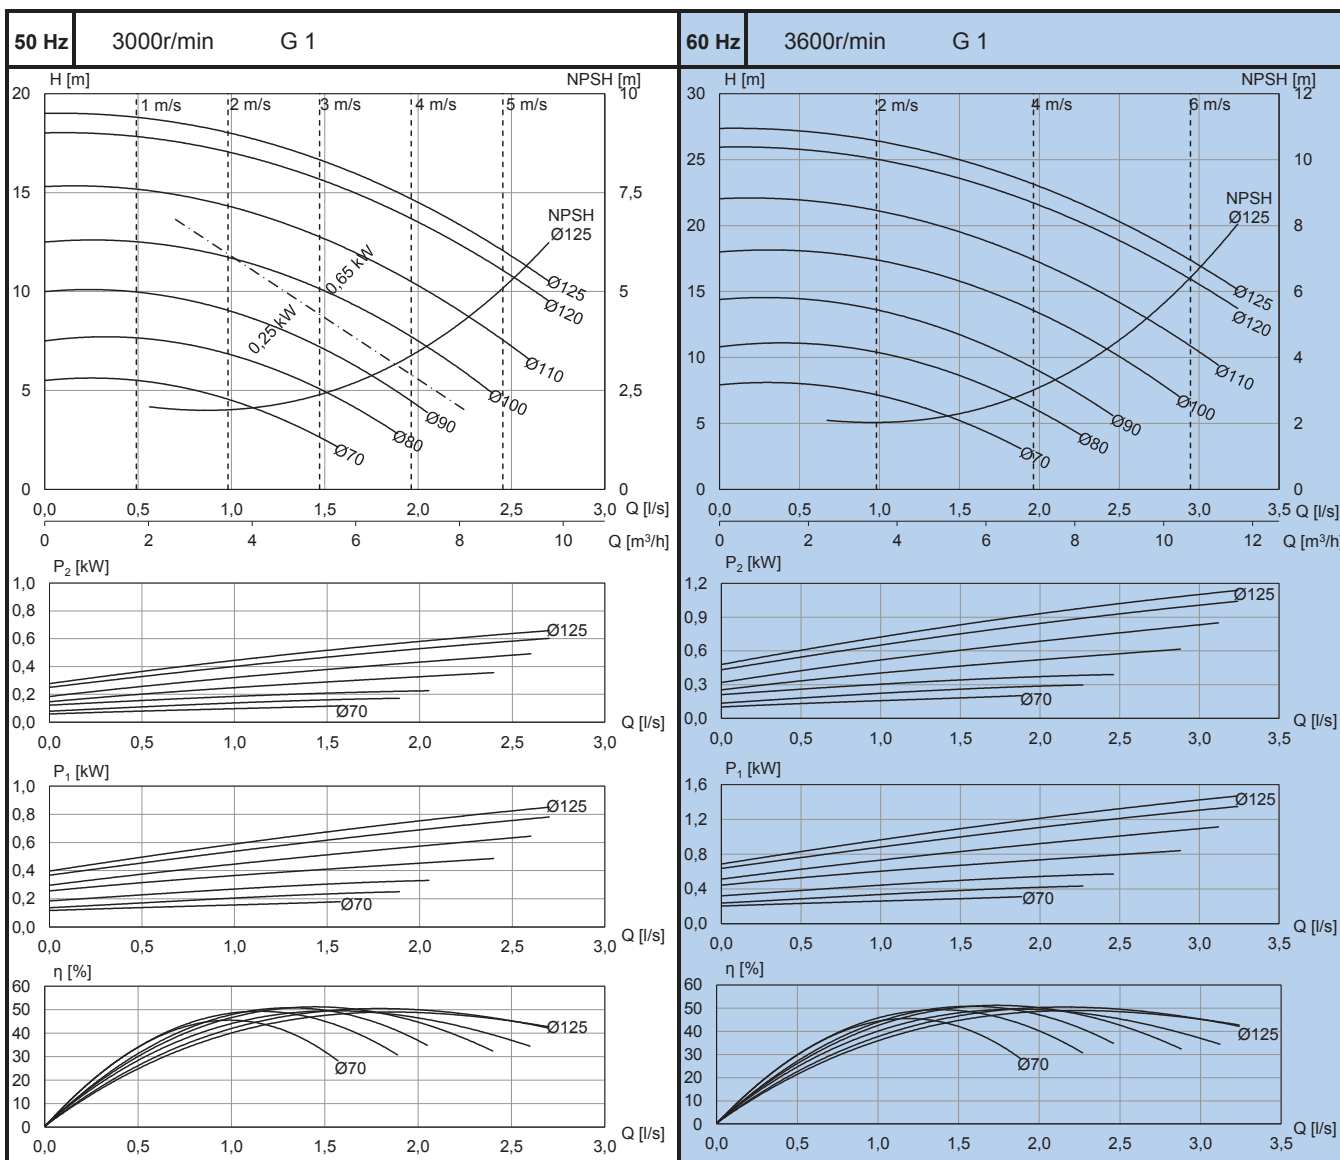 50 Hz 3000r/min G 1
H [m] NPSH [m]
20 10
1 m/s 2 m/s 3 m/s 4 m/s 5 m/s
15 7,5
NPSH
Ø125
0,65 kW
10 5
Ø125
Ø120
0,25 kW
Ø110
5 2,5
Ø100
Ø90
Ø80
Ø70
0 0
0,0 0,5 1,0 1,5 2,0 2,5 3,0 Q [l/s]
0 2 4 6 8 10 Q [m³/h]
P2 [kW]
1,0
0,8
0,6 Ø125
0,4
0,2 Ø70
0,0
0,0 0,5 1,0 1,5 2,0 2,5 3,0 Q [l/s]
P1 [kW]
1,0
0,8 Ø125
0,6
0,4
0,2 Ø70
0,0
0,0 0,5 1,0 1,5 2,0 2,5 3,0 Q [l/s]
η [%]
60
50
40 Ø125
30 Ø70
20
10
0
0,0 0,5 1,0 1,5 2,0 2,5 3,0 Q [l/s]
60 Hz 3600r/min G 1
H [m] NPSH [m]
30 12
2 m/s 4 m/s 6 m/s
25 10
NPSH
Ø125
20 8
15 6
Ø125
Ø120
10 4
Ø110
Ø100
5 2
Ø90
Ø80
Ø70
0 0
0,0 0,5 1,0 1,5 2,0 2,5 3,0 3,5 Q [l/s]
0 2 4 6 8 10 12 Q [m³/h]
P2 [kW]
1,2
Ø125
0,9
0,6
0,3 Ø70
0,0
0,0 0,5 1,0 1,5 2,0 2,5 3,0 3,5 Q [l/s]
P1 [kW]
1,6
Ø125
1,2
0,8
0,4 Ø70
0,0
0,0 0,5 1,0 1,5 2,0 2,5 3,0 3,5 Q [l/s]
η [%]
60
50
40 Ø125
30 Ø70
20
10
0
0,0 0,5 1,0 1,5 2,0 2,5 3,0 3,5 Q [l/s]